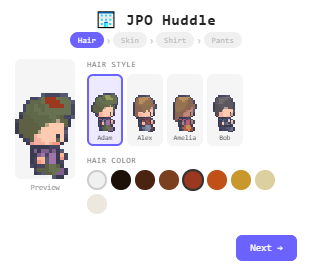 JPO Huddle
Hair › Skin › Shirt › Pants
HAIR STYLE
Adam Alex Amelia Bob
Preview
HAIR COLOR
Next →